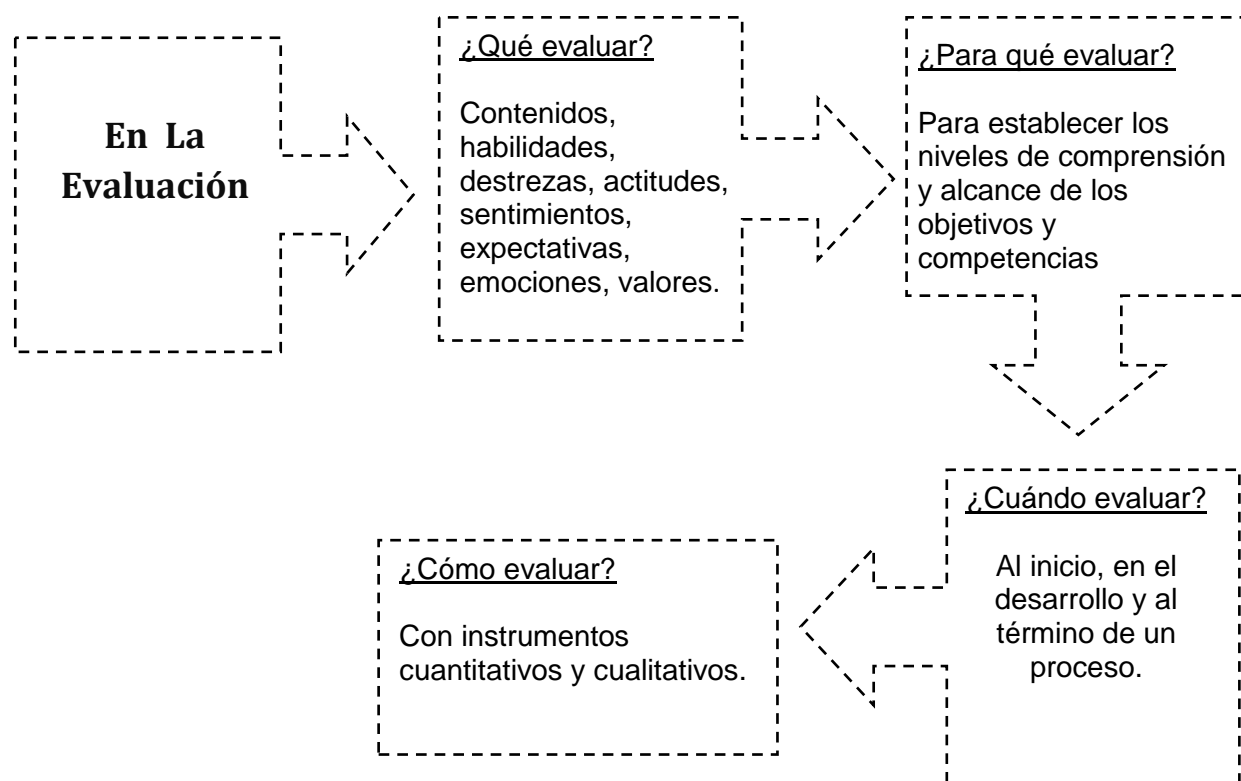 En La
Evaluación
¿Qué evaluar?
Contenidos,
habilidades,
destrezas, actitudes,
sentimientos,
expectativas,
emociones, valores.
¿Para qué evaluar?
Para establecer los
niveles de comprensión
y alcance de los
objetivos y
competencias
¿Cuándo evaluar?
Al inicio, en el
desarrollo y al
término de un
proceso.
¿Cómo evaluar?
Con instrumentos
cuantitativos y cualitativos.